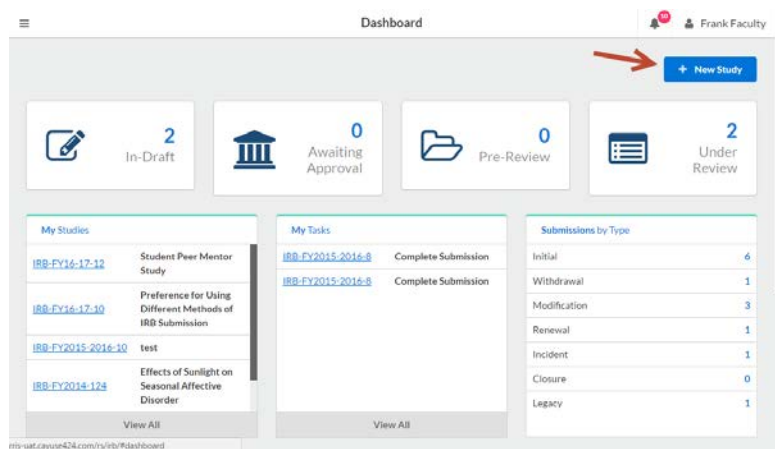 Dashboard
50
Frank Faculty
+ New Study
2
In-Draft
0
Awaiting
Approval
0
Pre-Review
2
Under
Review
My Studies
IRB-FY16-17-12
Student Peer Mentor
Study
IRB-FY16-17-10
Preference for Using
Different Methods of
IRB Submission
IRB-FY2015-2016-10
test
IRB-FY2014-124
Effects of Sunlight on
Seasonal Affective
Disorder
View All
My Tasks
IRB-FY2015-2016-8 Complete Submission
IRB-FY2015-2016-8 Complete Submission
View All
Submissions by Type
Initial 6
Withdrawal 1
Modification 3
Renewal 1
Incident 1
Closure 0
Legacy 1
ris-uat.cayuse424.com/rs/irb/#dashboard